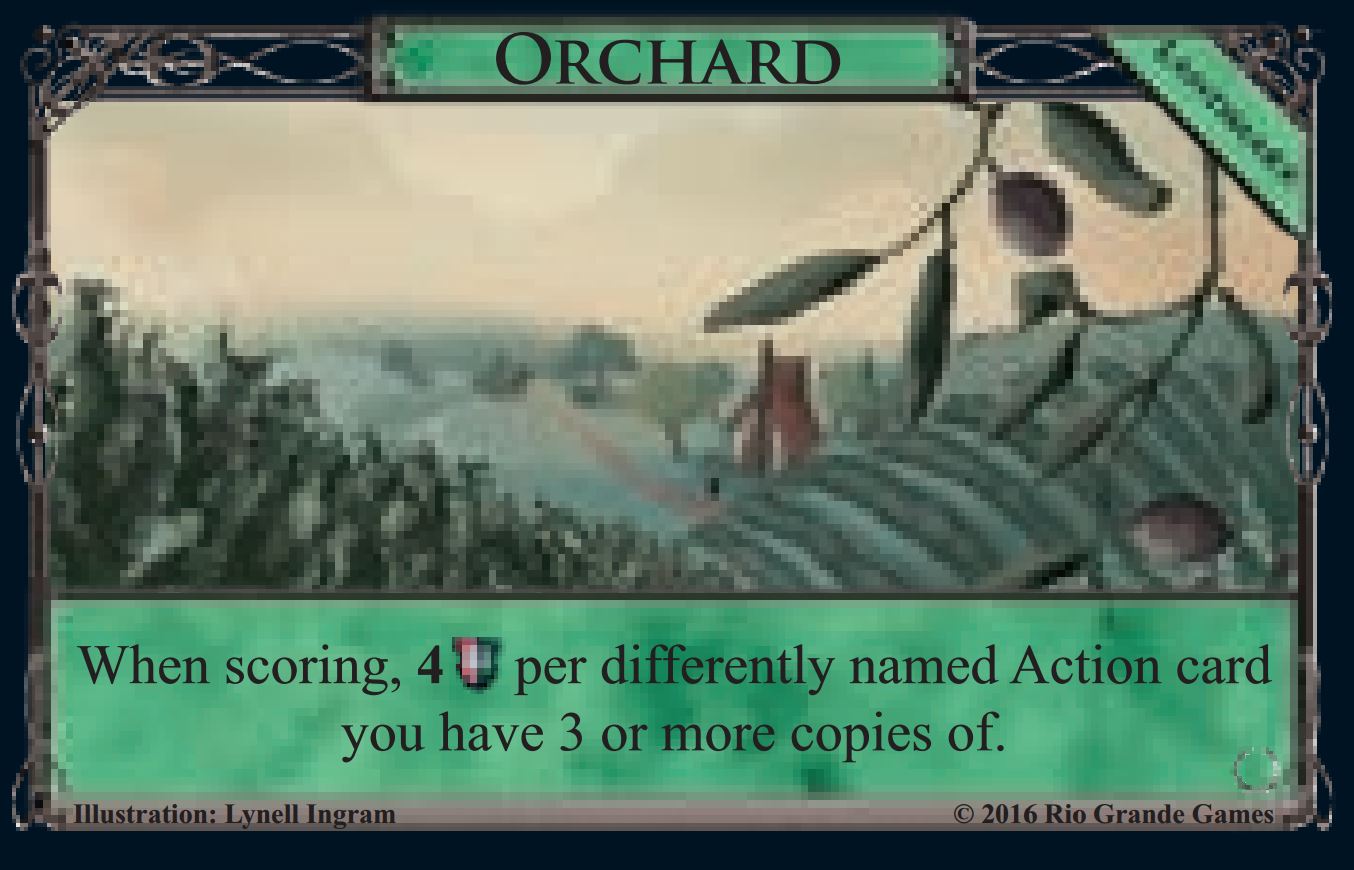 ORCHARD
When scoring, 4 per differently named Action card
you have 3 or more copies of.
Illustration: Lynell Ingram
© 2016 Rio Grande Games